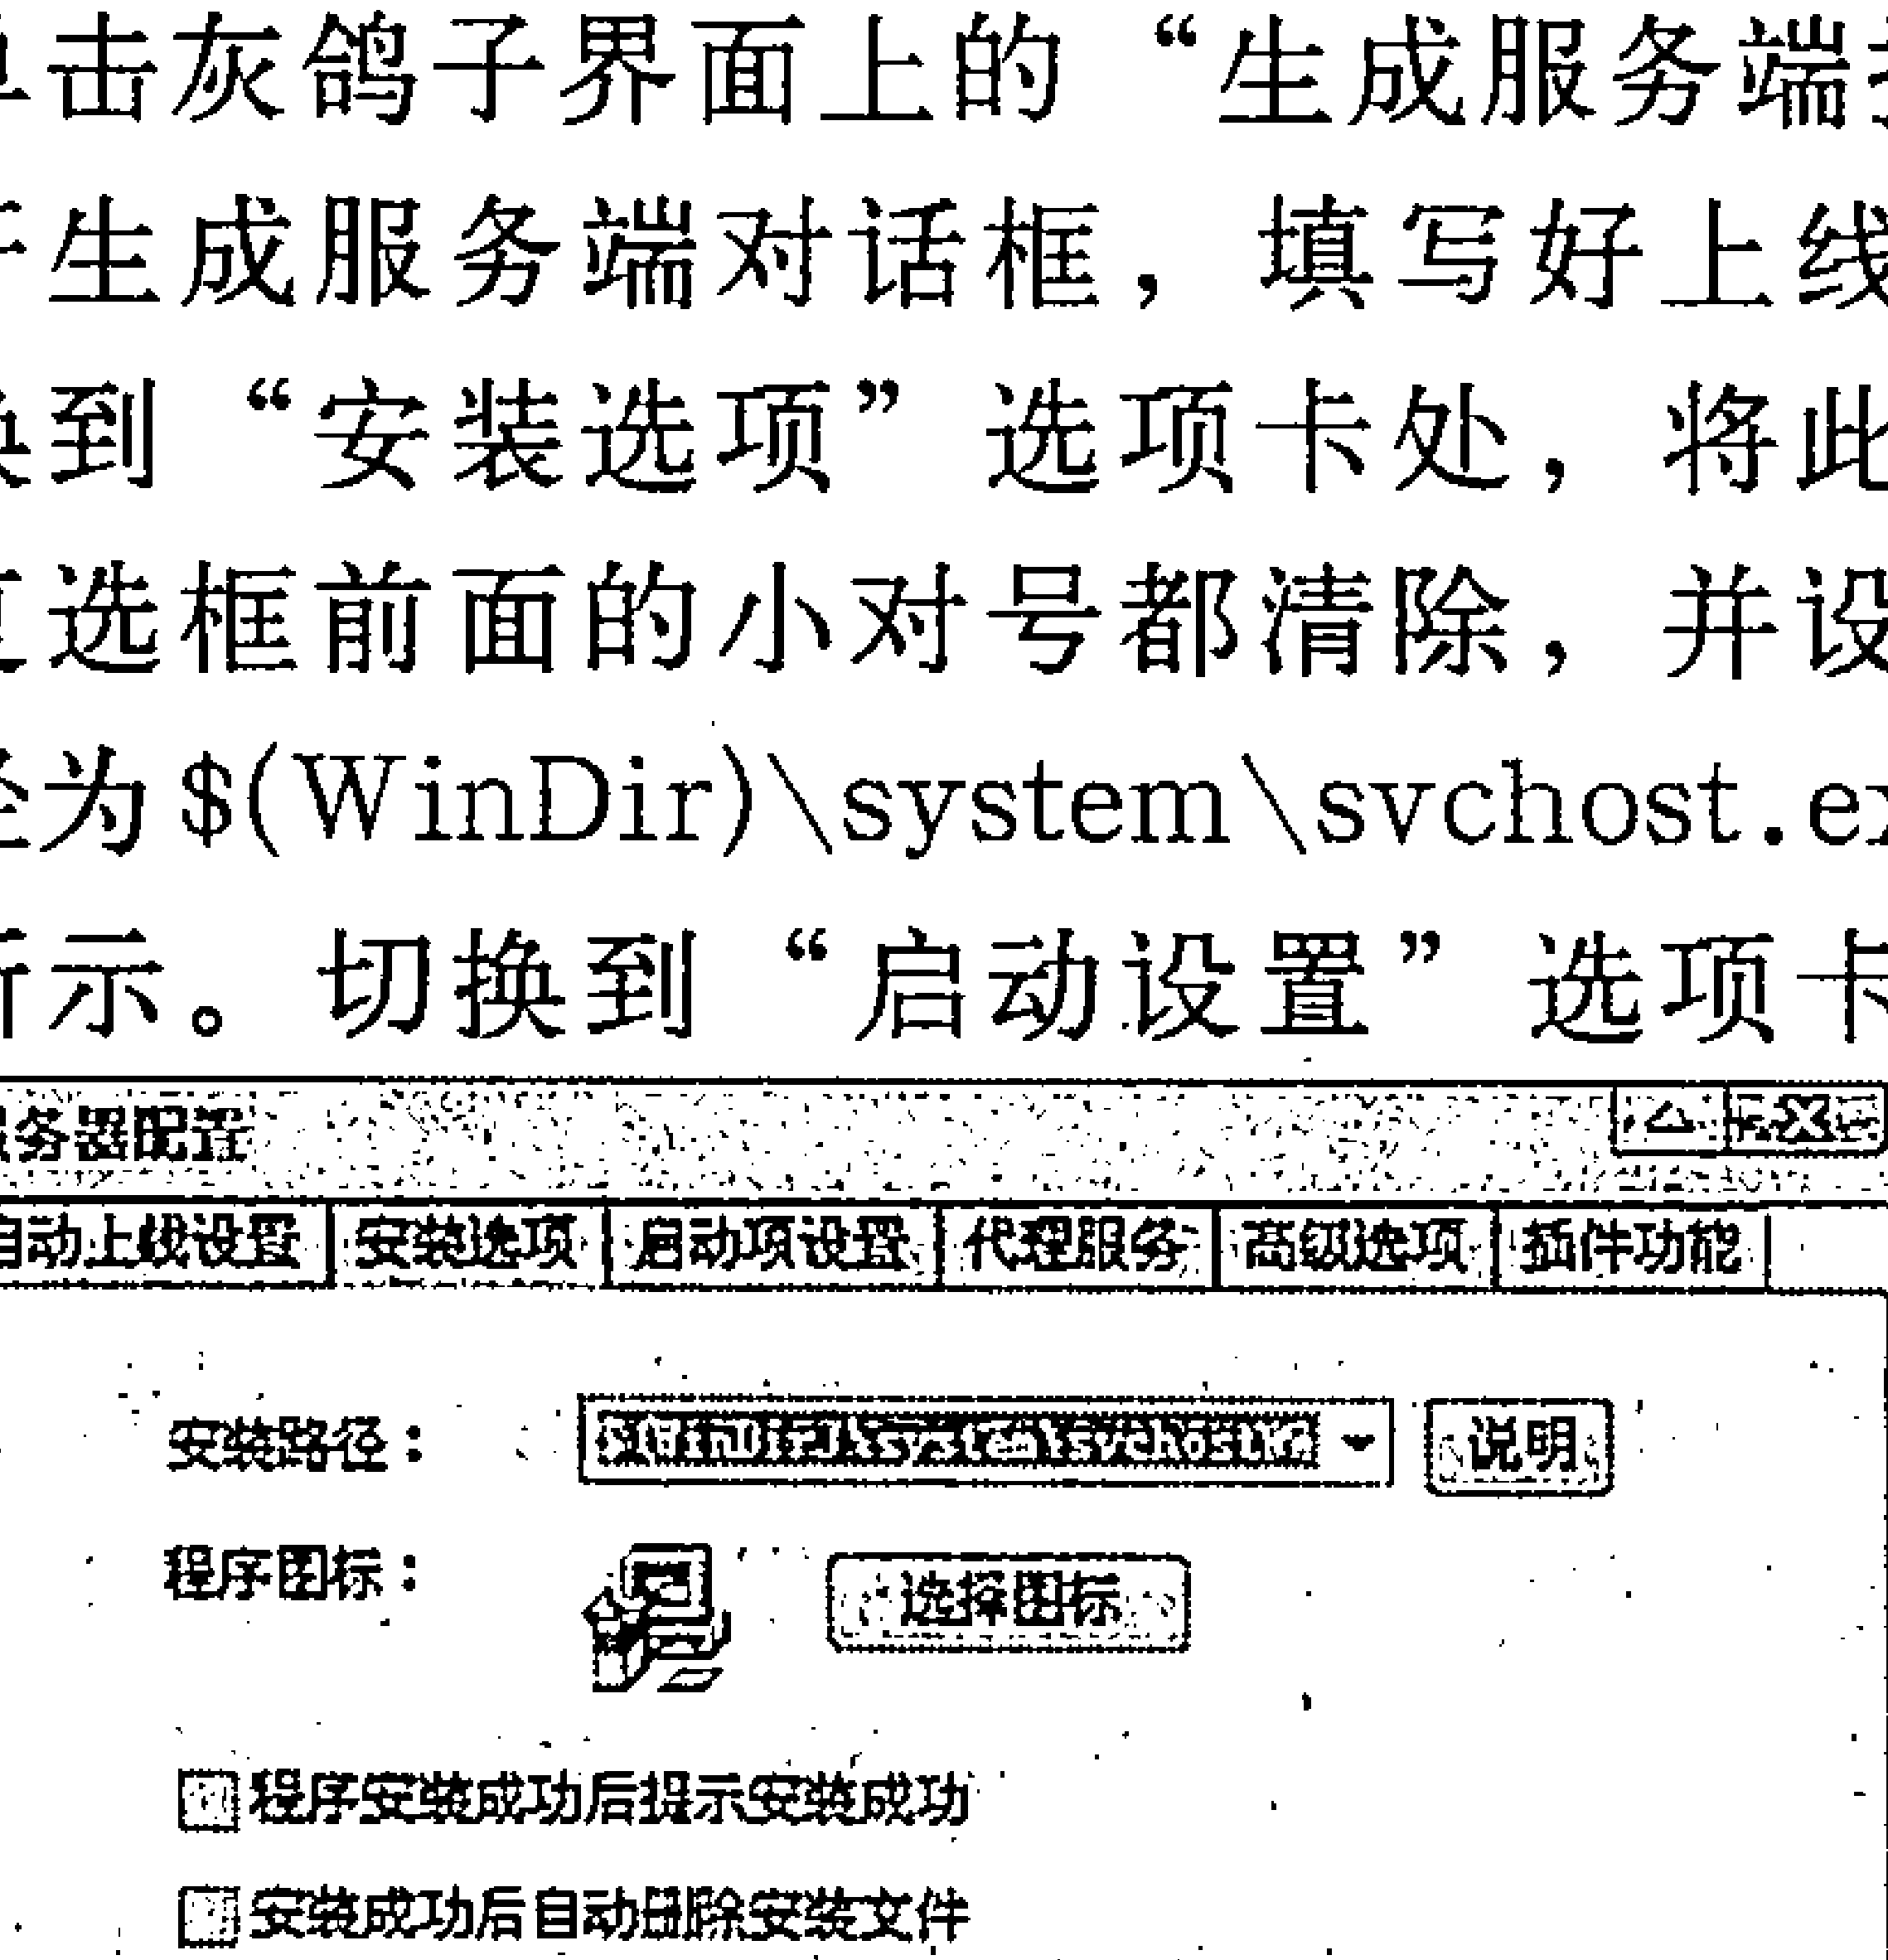 击灰鸽子界面上的“生成服务端
生成服务端对话框，填写好上线
到“安装选项”选项卡处，将此
选框前面的小对号都清除，并设
为$(WinDir)\system\svchost.ex
示。切换到“启动设置”选项卡
务器配置
自动上线设置 安装选项 启动项设置 代理服务 高级选项 插件功能
安装路径： 说明
程序图标： 选择图标
程序安装成功后提示安装成功
安装成功后自动删除安装文件